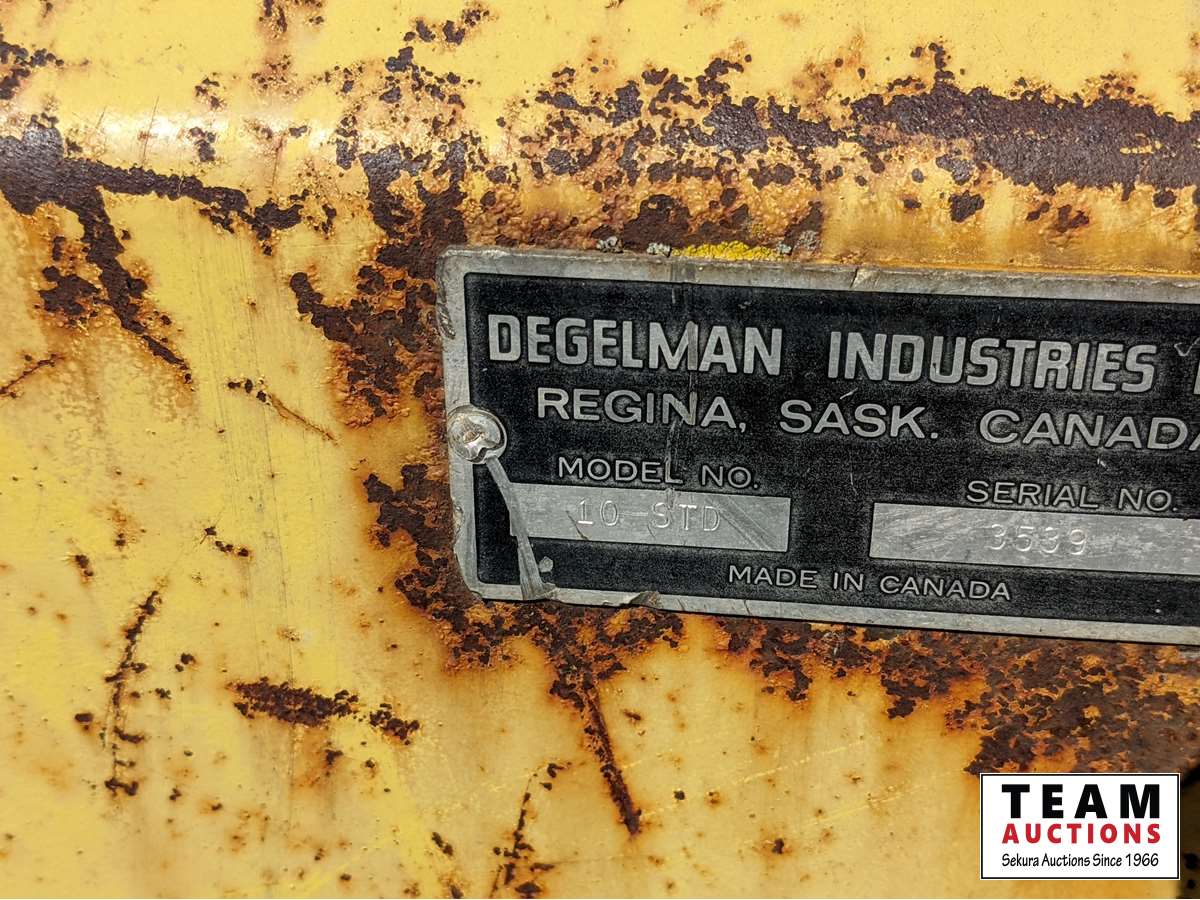 DEGELMAN INDUSTRIES
REGINA, SASK. CANADA
MODEL NO.
SERIAL NO.
10-STD
3539
MADE IN CANADA
TEAM
AUCTIONS
Sekura Auctions Since 1966